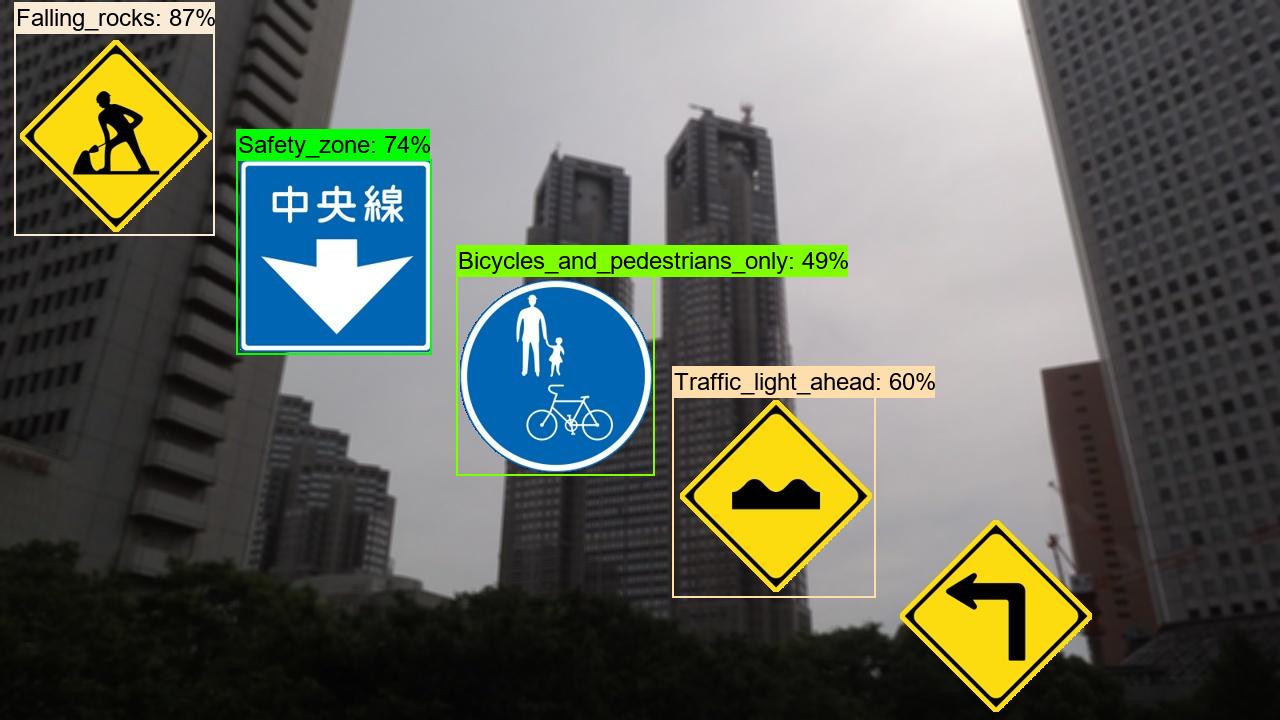 Falling_rocks: 87%
Safety_zone: 74%
中央線
Bicycles_and_pedestrians_only: 49%
Traffic_light_ahead: 60%